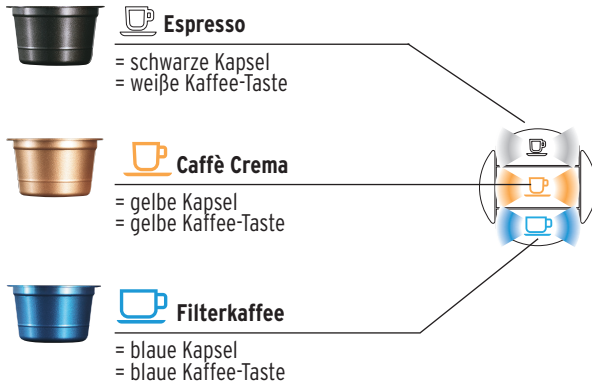 Espresso
= schwarze Kapsel
= weiße Kaffee-Taste
Caffè Crema
= gelbe Kapsel
= gelbe Kaffee-Taste
Filterkaffee
= blaue Kapsel
= blaue Kaffee-Taste